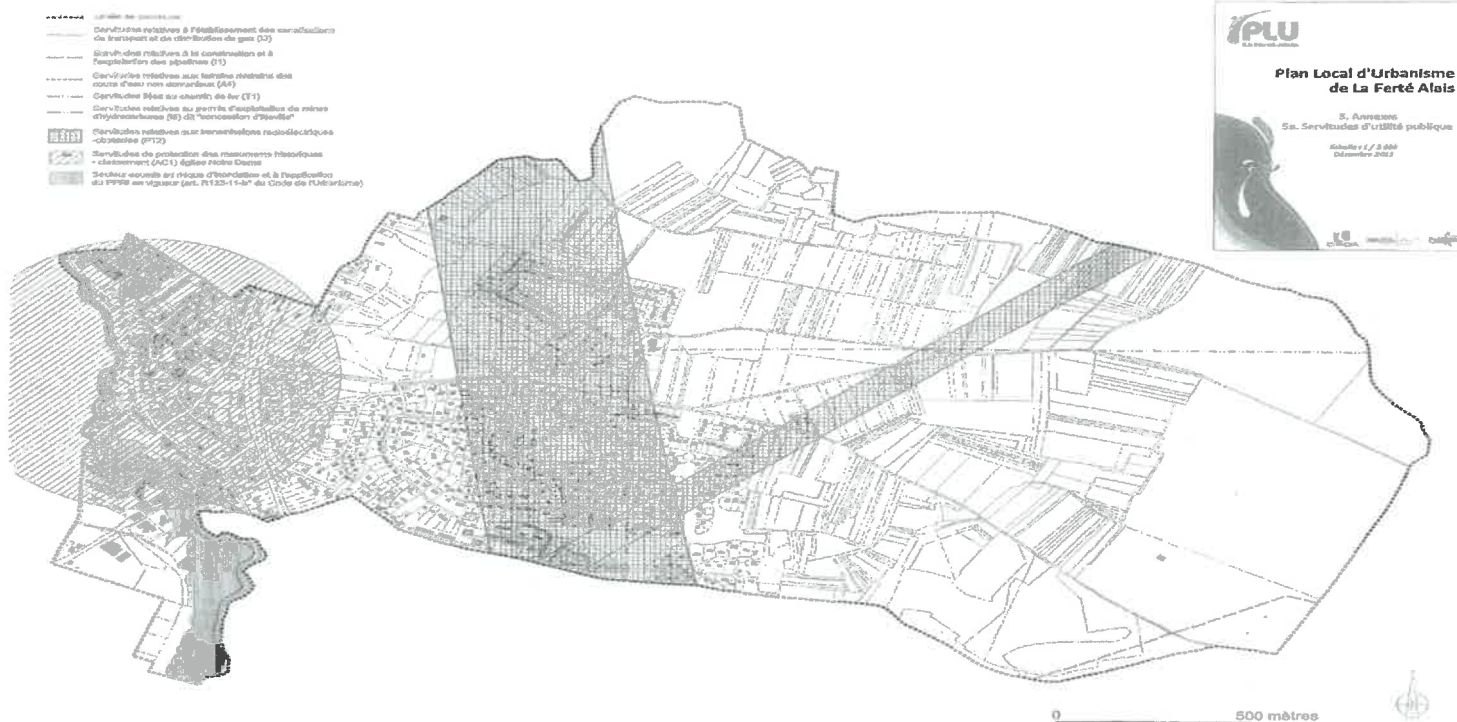 Servitudes relatives à l'établissement des canalisations
de transport et de distribution de gaz (I3)
Servitudes relatives à la construction et à
l'exploitation des pipelines (I1)
Servitudes relatives aux terrains riverains des
cours d'eau non domaniaux (A4)
Servitudes liées au chemin de fer (T1)
Servitudes relatives au permis d'exploitation de mines
d'hydrocarbures (I6) dit "concession d'Itteville"
Servitudes relatives aux transmissions radioélectriques
-obstacles (PT2)
Servitudes de protection des monuments historiques
- classement (AC1) église Notre Dame
Secteur soumis au risque d'inondation et à l'application
du PPRI en vigueur (art. R123-11-b° du Code de l'Urbanisme)
PLU
Plan Local d'Urbanisme
de La Ferté Alais
5. Annexes
5a. Servitudes d'utilité publique
Décembre 2013
0 500 mètres